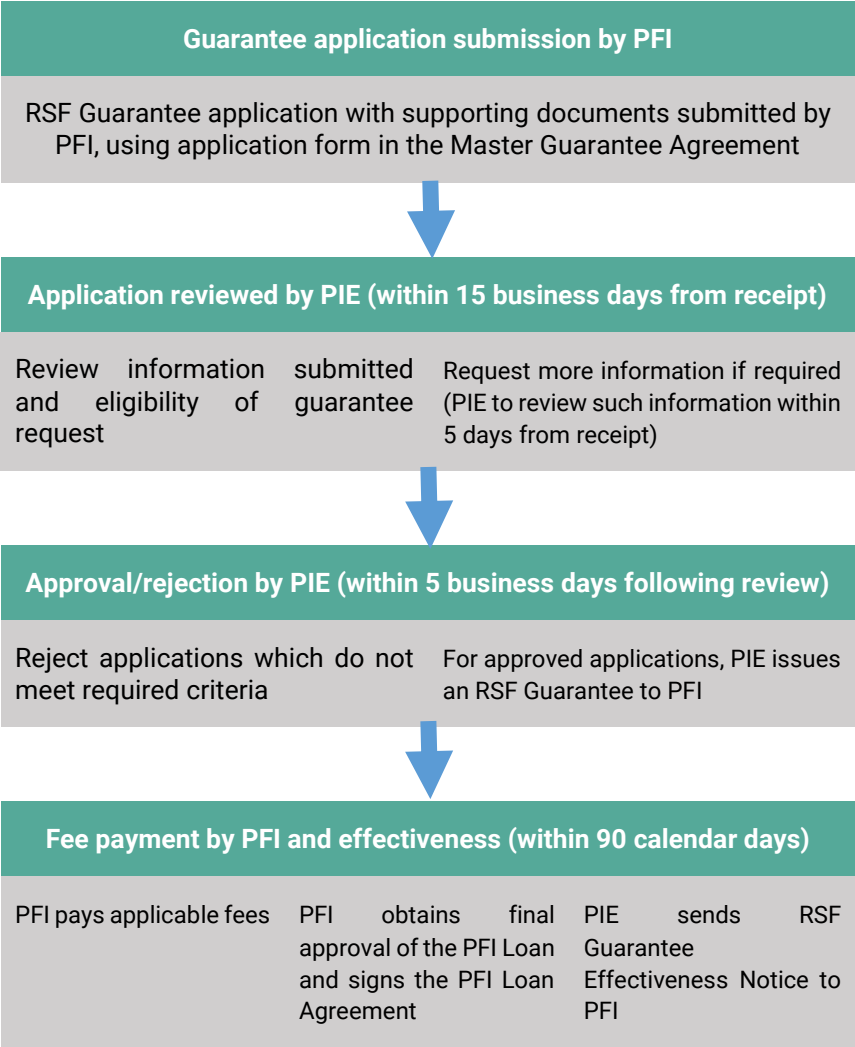 Guarantee application submission by PFI
RSF Guarantee application with supporting documents submitted by
PFI, using application form in the Master Guarantee Agreement
Application reviewed by PIE (within 15 business days from receipt)
Review information submitted
and eligibility of guarantee
request
Request more information if required
(PIE to review such information within
5 days from receipt)
Approval/rejection by PIE (within 5 business days following review)
Reject applications which do not
meet required criteria
For approved applications, PIE issues
an RSF Guarantee to PFI
Fee payment by PFI and effectiveness (within 90 calendar days)
PFI pays applicable fees
PFI obtains final
approval of the PFI Loan
and signs the PFI Loan
Agreement
PIE sends RSF
Guarantee
Effectiveness Notice to
PFI